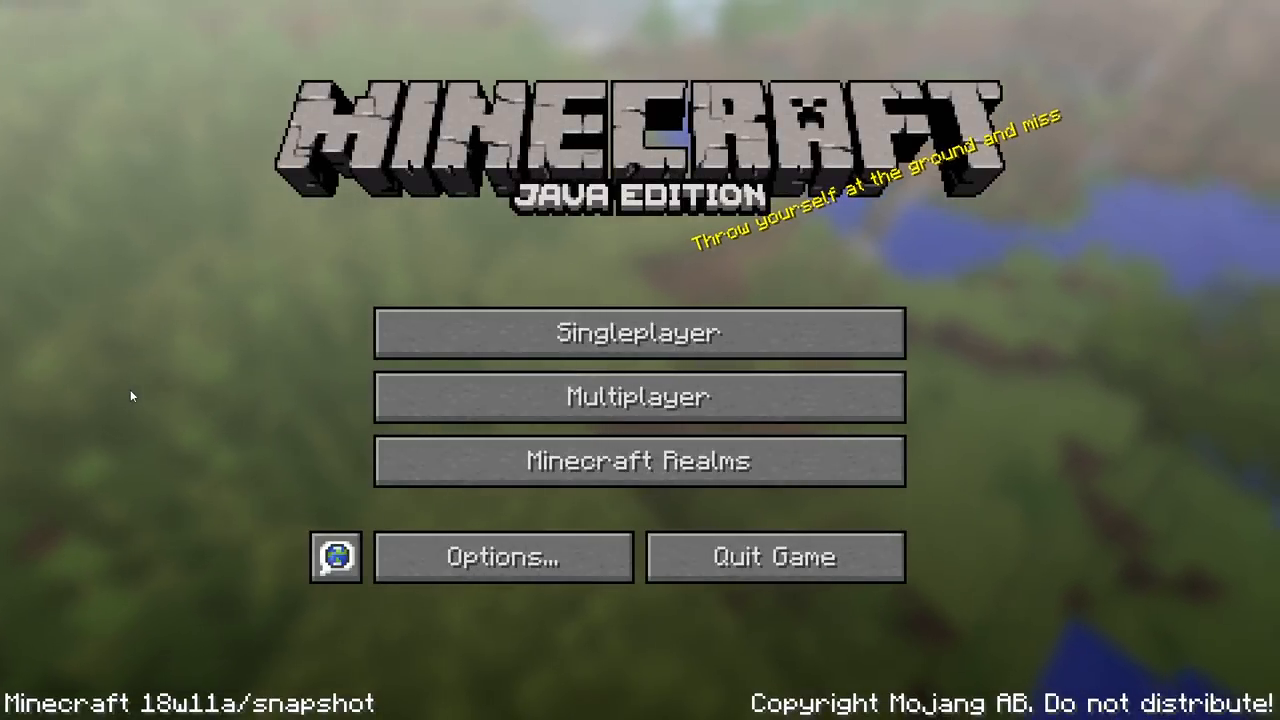 MINECRAFT
JAVA EDITION
Throw yourself at the ground and miss
Singleplayer
Multiplayer
Minecraft Realms
Options...
Quit Game
Minecraft 18w11a/snapshot
Copyright Mojang AB. Do not distribute!